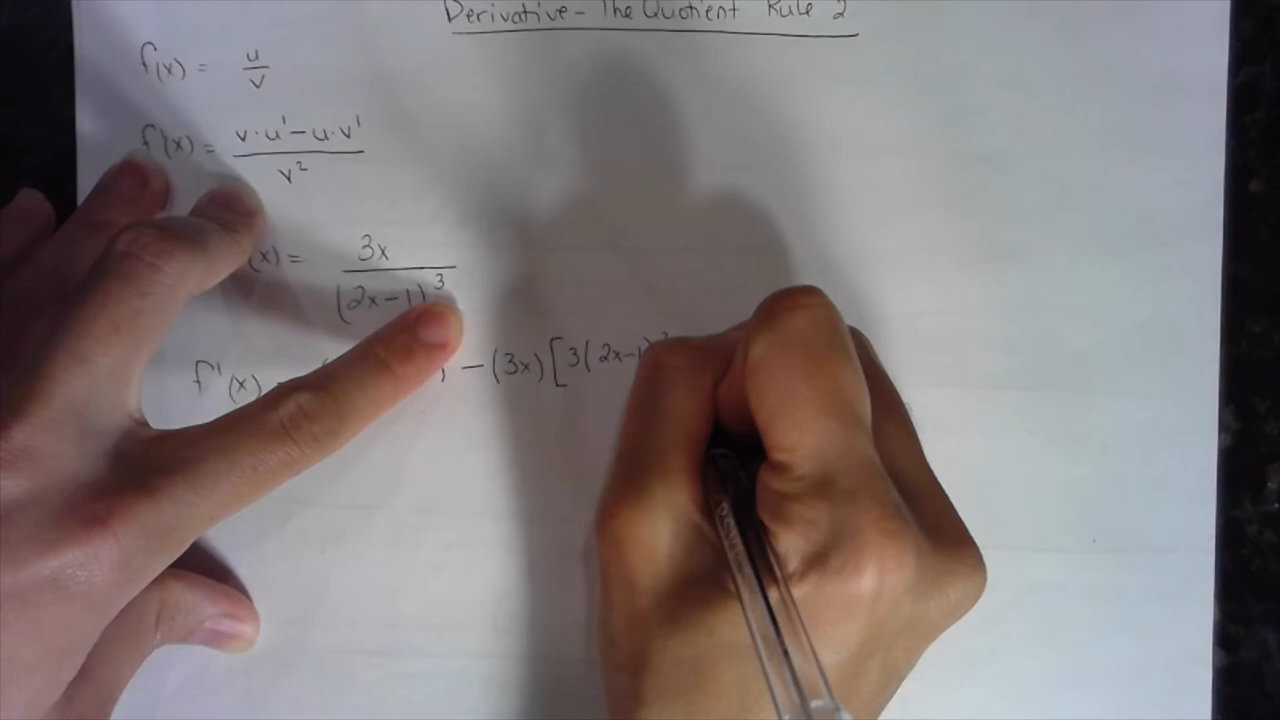 Derivative - The Quotient Rule 2
f(x) = u/v
f'(x) = v·u' - u·v' / v²
(x) = 3x / (2x-1)³
f'(x) = - (3x) [3(2x-1)